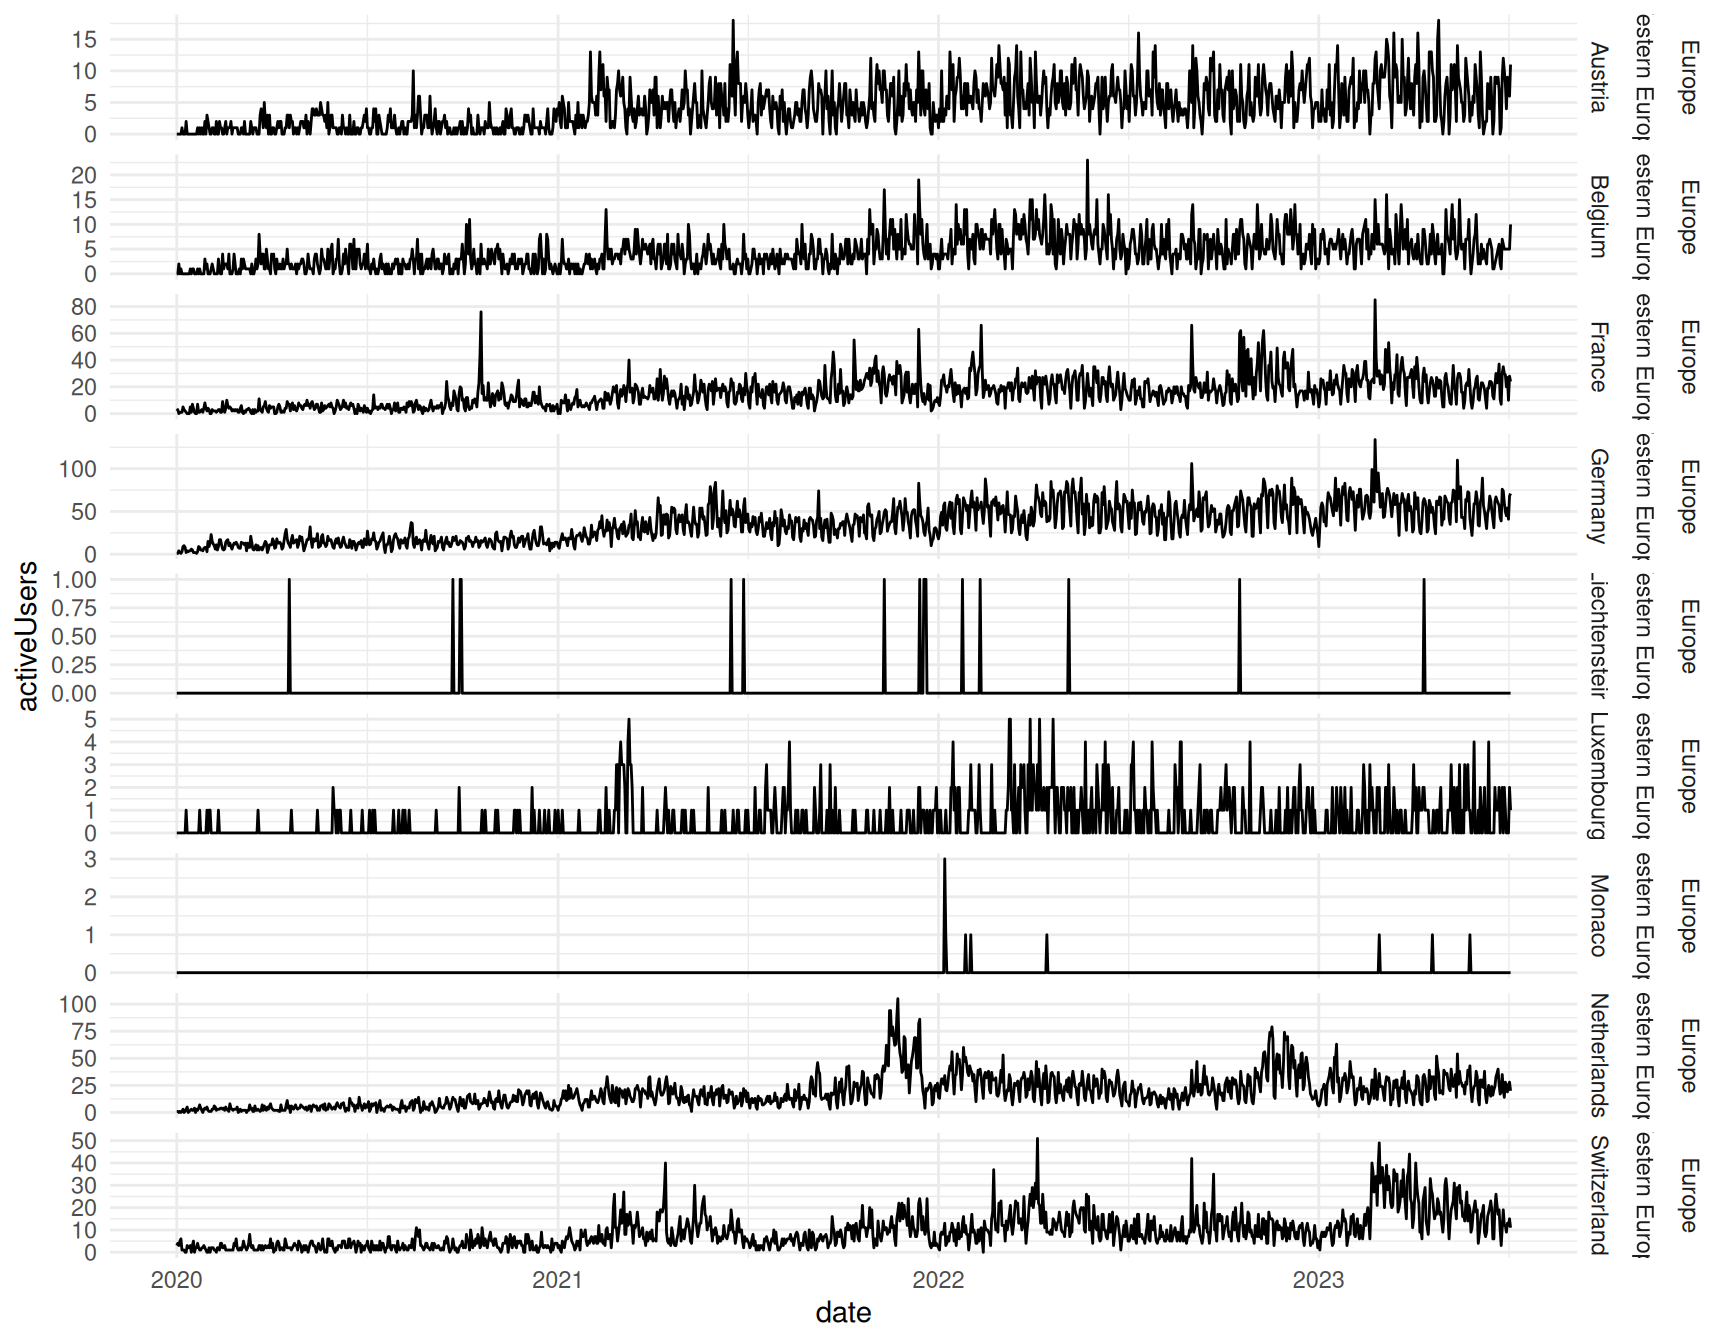 15
10
5
0
Austria
estern Euro
Europe
20
15
10
5
0
Belgium
estern Euro
Europe
80
60
40
20
0
France
estern Euro
Europe
100
50
0
Germany
estern Euro
Europe
1.00
0.75
0.50
0.25
0.00
iechtenstei
estern Euro
Europe
5
4
3
2
1
0
Luxembourg
estern Euro
Europe
3
2
1
0
Monaco
estern Euro
Europe
100
75
50
25
0
Netherlands
estern Euro
Europe
50
40
30
20
10
0
Switzerland
estern Euro
Europe
activeUsers
2020 2021 2022 2023
date